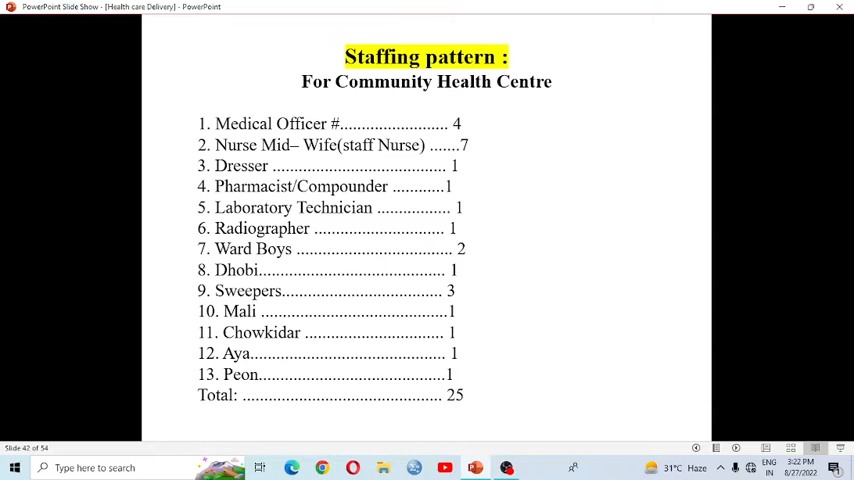 PowerPoint Slide Show - [Health care Delivery] - PowerPoint
Staffing pattern :
For Community Health Centre
1. Medical Officer #......................... 4
2. Nurse Mid– Wife(staff Nurse) .......7
3. Dresser ........................................ 1
4. Pharmacist/Compounder ............1
5. Laboratory Technician ................. 1
6. Radiographer ................................ 1
7. Ward Boys .................................... 2
8. Dhobi........................................... 1
9. Sweepers..................................... 3
10. Mali ...........................................1
11. Chowkidar ................................ 1
12. Aya............................................. 1
13. Peon...........................................1
Total: .............................................. 25
Slide 42 of 54
Type here to search
31°C Haze
ENG
IN
3:22 PM
8/27/2022
1